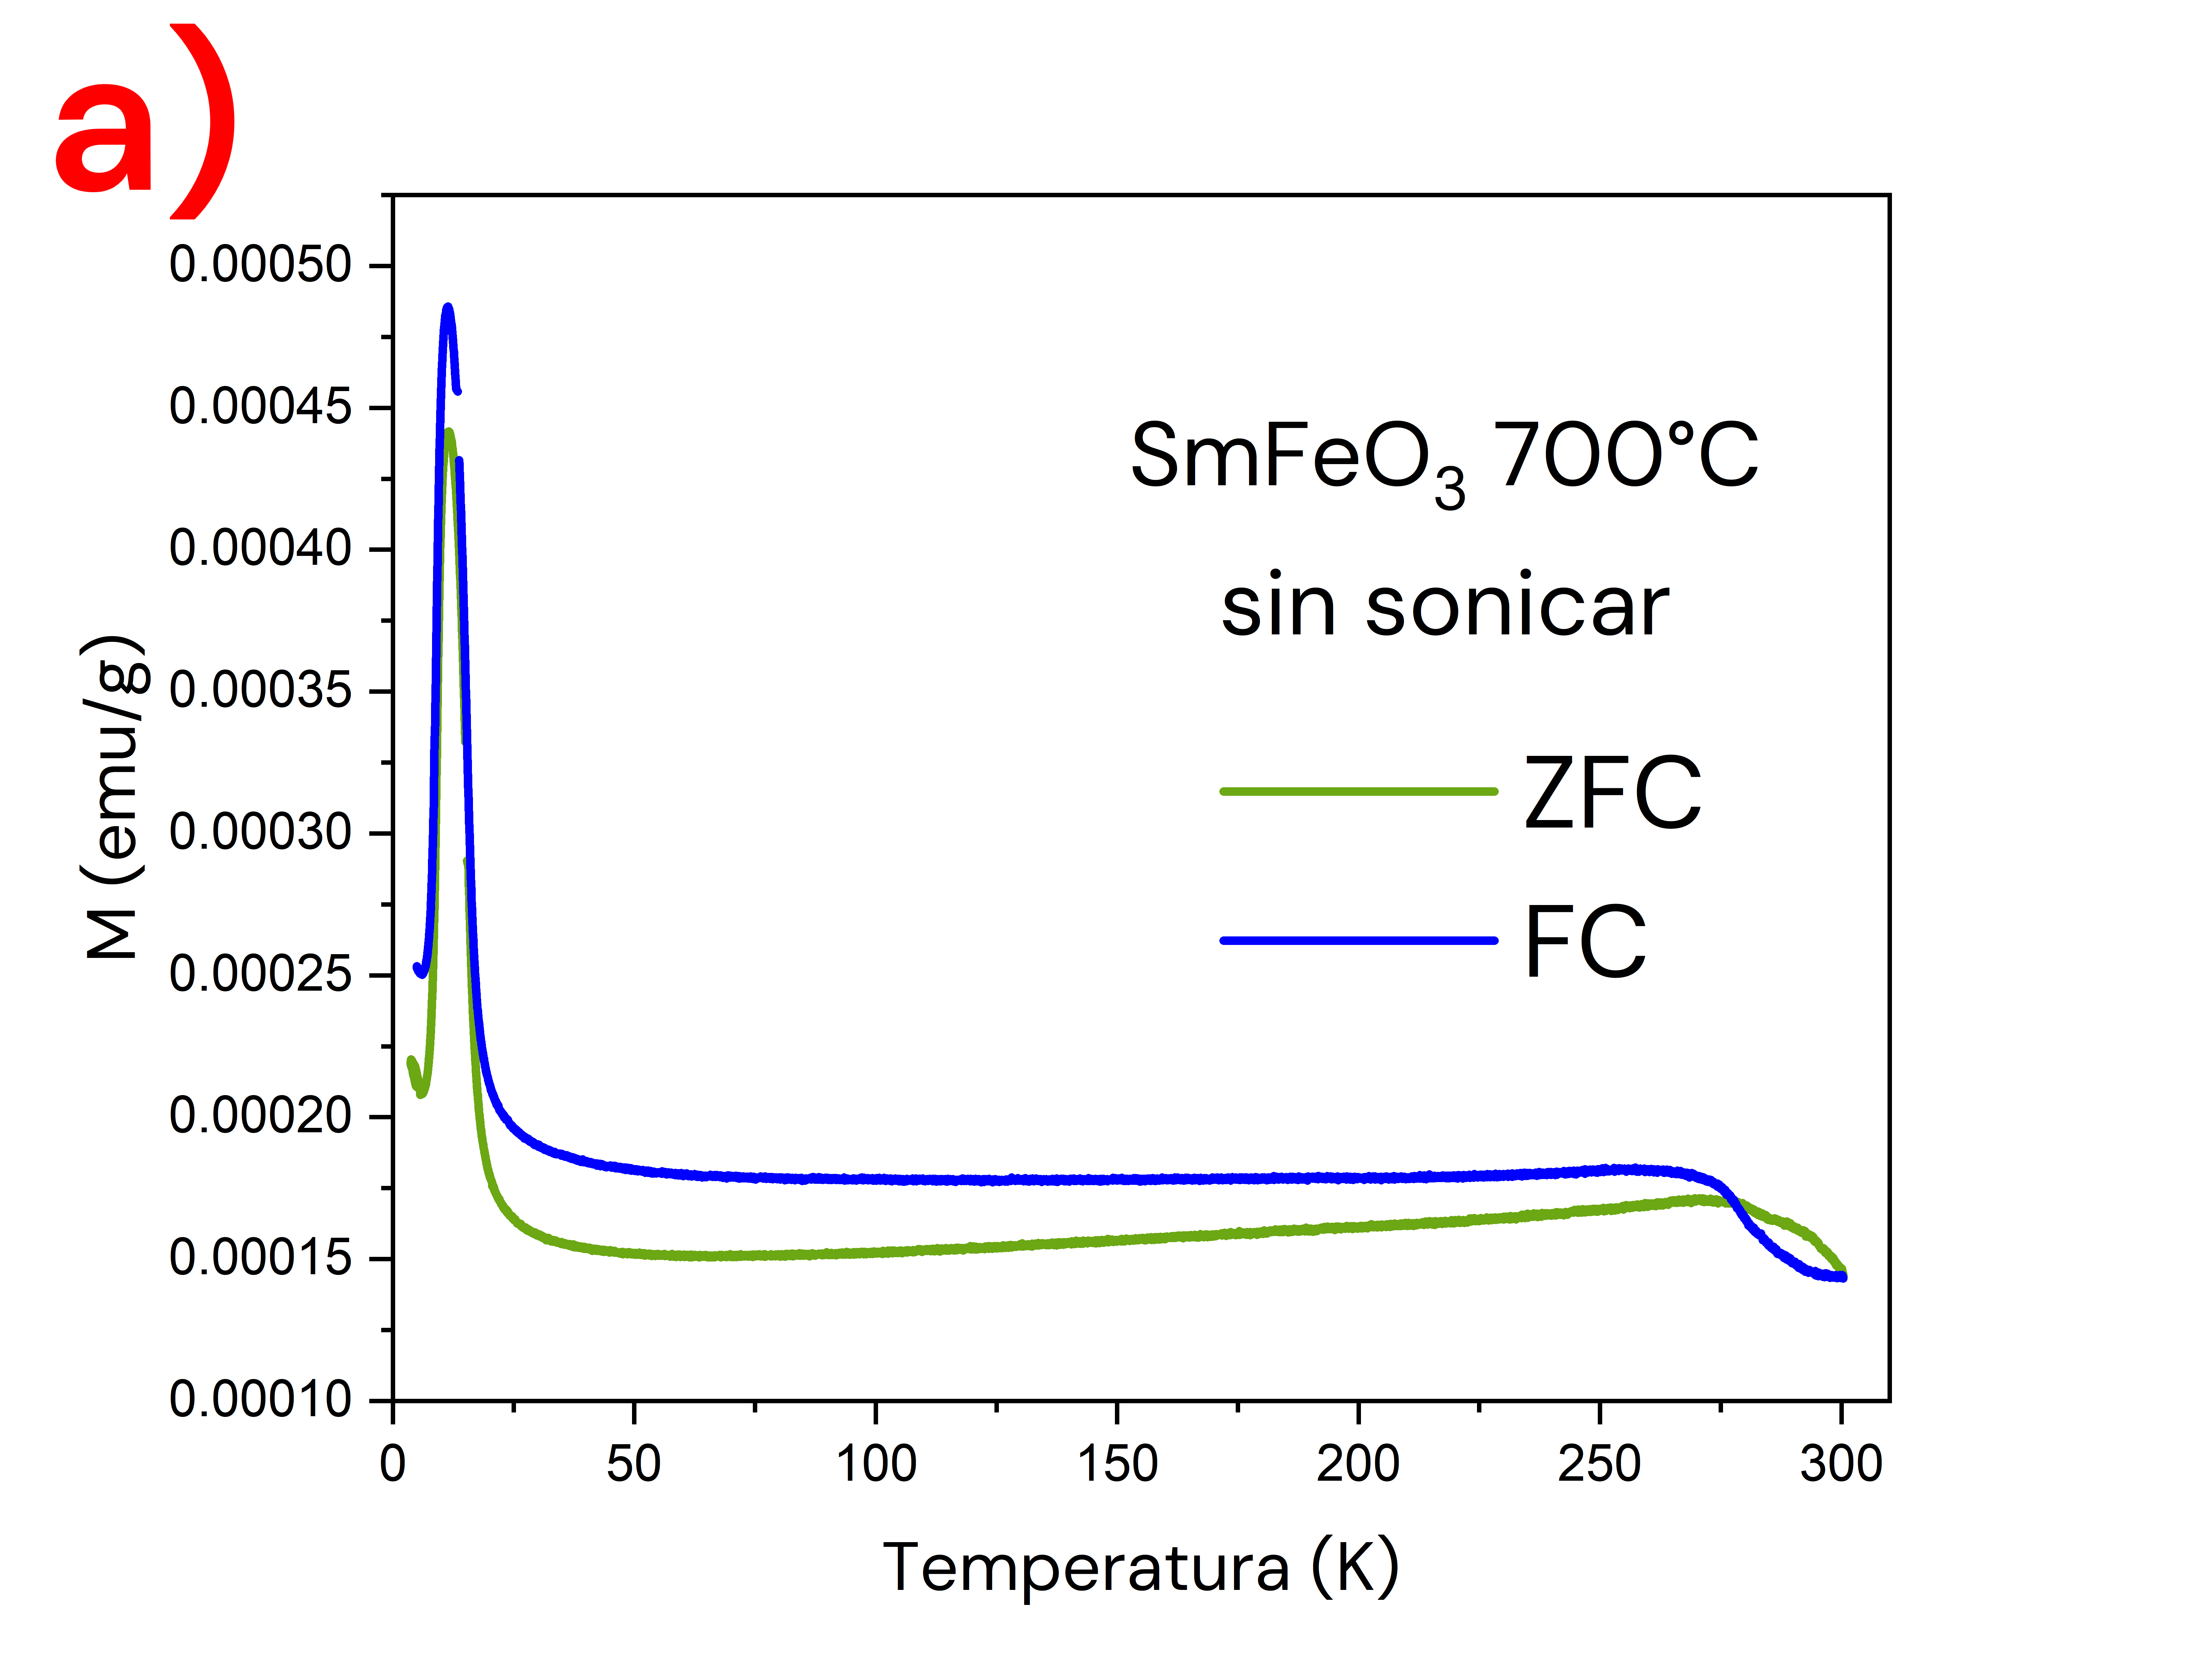 a)
0.00050
0.00045
0.00040
0.00035
0.00030
0.00025
0.00020
0.00015
0.00010
M (emu/g)
SmFeO₃ 700°C
sin sonicar
ZFC
FC
0 50 100 150 200 250 300
Temperatura (K)